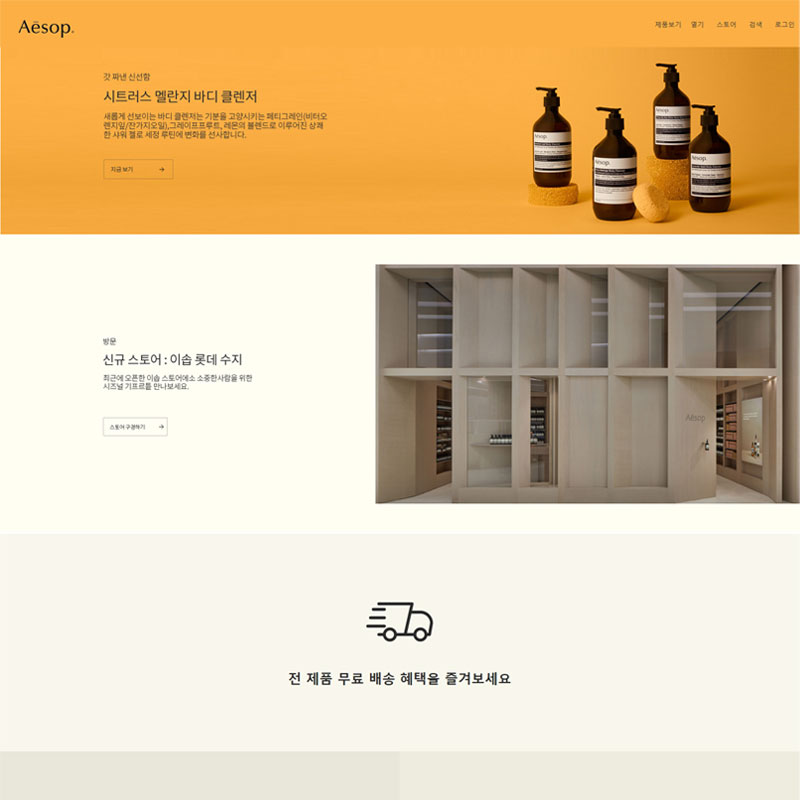 Aēsop.
제품보기 열기 스토어 검색 로그인
갓 짜낸 신선함
시트러스 멜란지 바디 클렌저
새롭게 선보이는 바디 클렌저는 기분을 고양시키는 페티그레인(비터오
렌지잎/잔가지오일),그레이프프루트, 레몬의 블렌드로 이루어진 상쾌
한 샤워 젤로 세정 루틴에 변화를 선사합니다.
지금 보기 →
Aēsop.
Aēsop.
Aēsop.
방문
신규 스토어 : 이솝 롯데 수지
최근에 오픈한 이솝 스토어에소 소중한사람을 위한
시즈널 기프르를 만나보세요.
스토어 구경하기 →
Aēsop
전 제품 무료 배송 혜택을 즐겨보세요